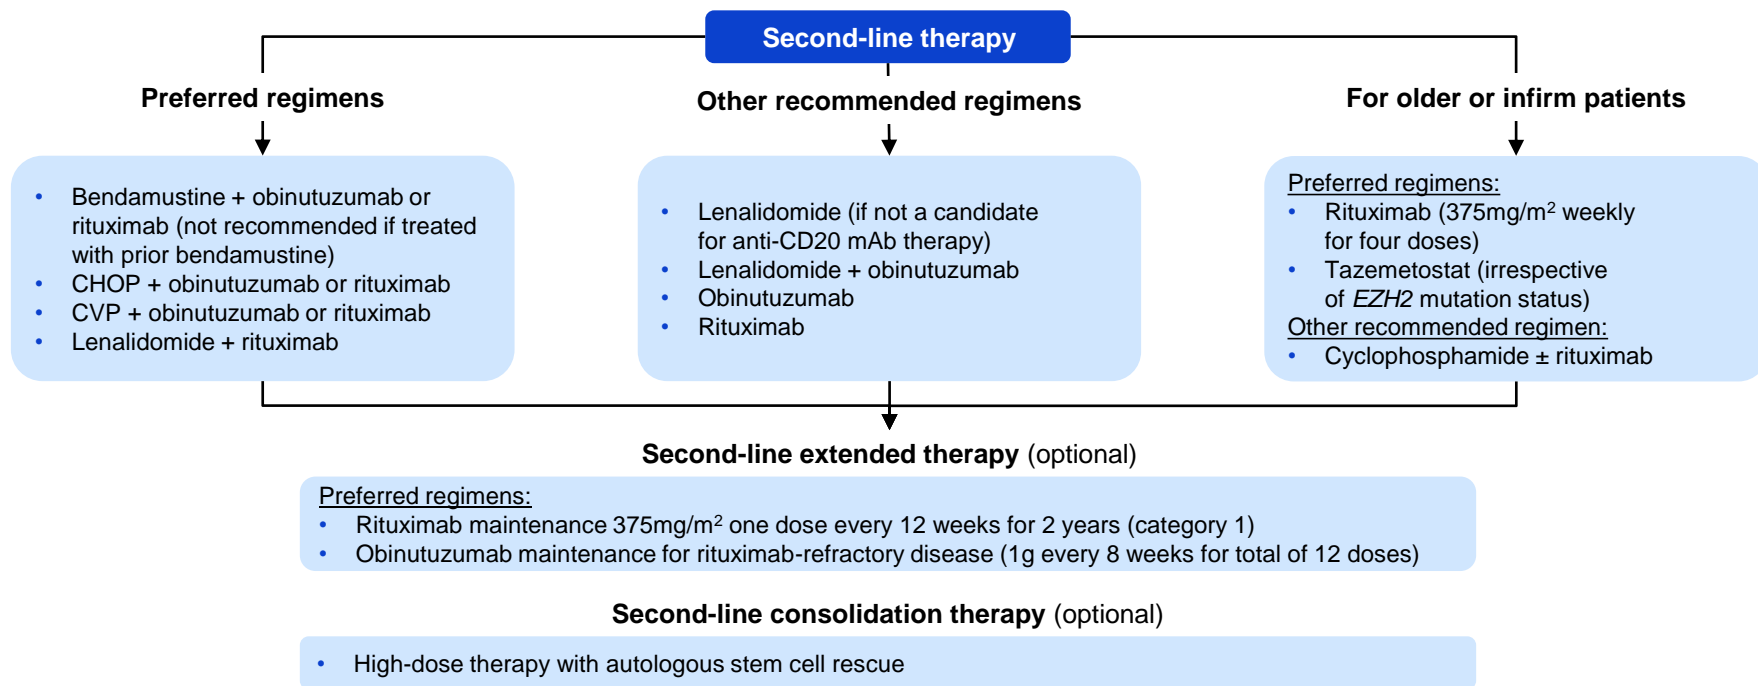 Second-line therapy
Preferred regimens
• Bendamustine + obinutuzumab or
rituximab (not recommended if treated
with prior bendamustine)
• CHOP + obinutuzumab or rituximab
• CVP + obinutuzumab or rituximab
• Lenalidomide + rituximab
Other recommended regimens
• Lenalidomide (if not a candidate
for anti-CD20 mAb therapy)
• Lenalidomide + obinutuzumab
• Obinutuzumab
• Rituximab
For older or infirm patients
Preferred regimens:
• Rituximab (375mg/m² weekly
for four doses)
• Tazemetostat (irrespective
of EZH2 mutation status)
Other recommended regimen:
• Cyclophosphamide ± rituximab
Second-line extended therapy (optional)
Preferred regimens:
• Rituximab maintenance 375mg/m² one dose every 12 weeks for 2 years (category 1)
• Obinutuzumab maintenance for rituximab-refractory disease (1g every 8 weeks for total of 12 doses)
Second-line consolidation therapy (optional)
• High-dose therapy with autologous stem cell rescue